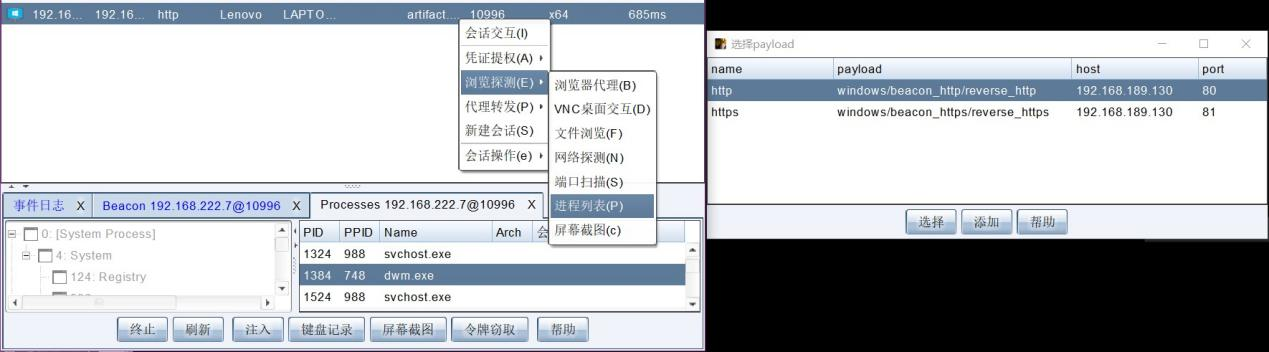 192.16... 192.16... http Lenovo LAPTO... artifact.... 10996 x64 685ms
会话交互(I)
凭证提权(A)
浏览探测(E)
代理转发(P)
新建会话(S)
会话操作(e)
浏览器代理(B)
VNC桌面交互(D)
文件浏览(F)
网络探测(N)
端口扫描(S)
进程列表(P)
屏幕截图(c)
事件日志 X Beacon 192.168.222.7@10996 X Processes 192.168.222.7@10996 X
0: [System Process]
4: System
124: Registry
PID PPID Name Arch 会
1324 988 svchost.exe
1384 748 dwm.exe
1524 988 svchost.exe
终止 刷新 注入 键盘记录 屏幕截图 令牌窃取 帮助
选择payload
name payload host port
http windows/beacon_http/reverse_http 192.168.189.130 80
https windows/beacon_https/reverse_https 192.168.189.130 81
选择 添加 帮助